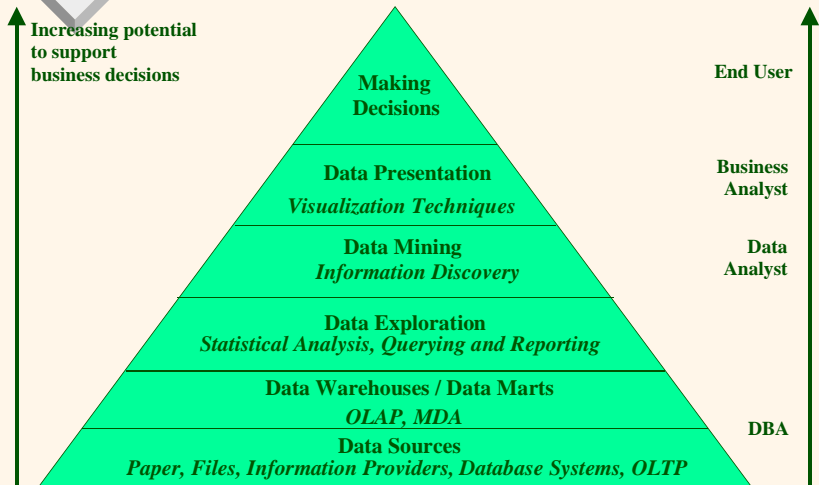 Increasing potential
to support
business decisions
End User
Making
Decisions
Business
Analyst
Data Presentation
Visualization Techniques
Data
Analyst
Data Mining
Information Discovery
Data Exploration
Statistical Analysis, Querying and Reporting
Data Warehouses / Data Marts
OLAP, MDA
DBA
Data Sources
Paper, Files, Information Providers, Database Systems, OLTP